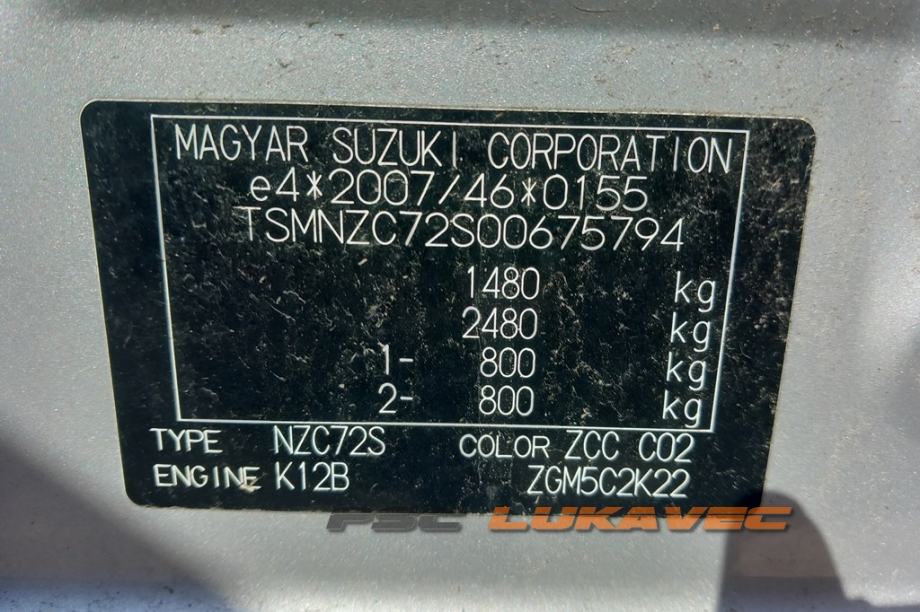 MAGYAR SUZUKI CORPORATION
e4*2007/46*0155
TSMNZC72S00675794
1480 kg
2480 kg
1- 800 kg
2- 800 kg
TYPE NZC72S COLOR ZCC C02
ENGINE K12B ZGM5C2K22
PSC LUKAVEC